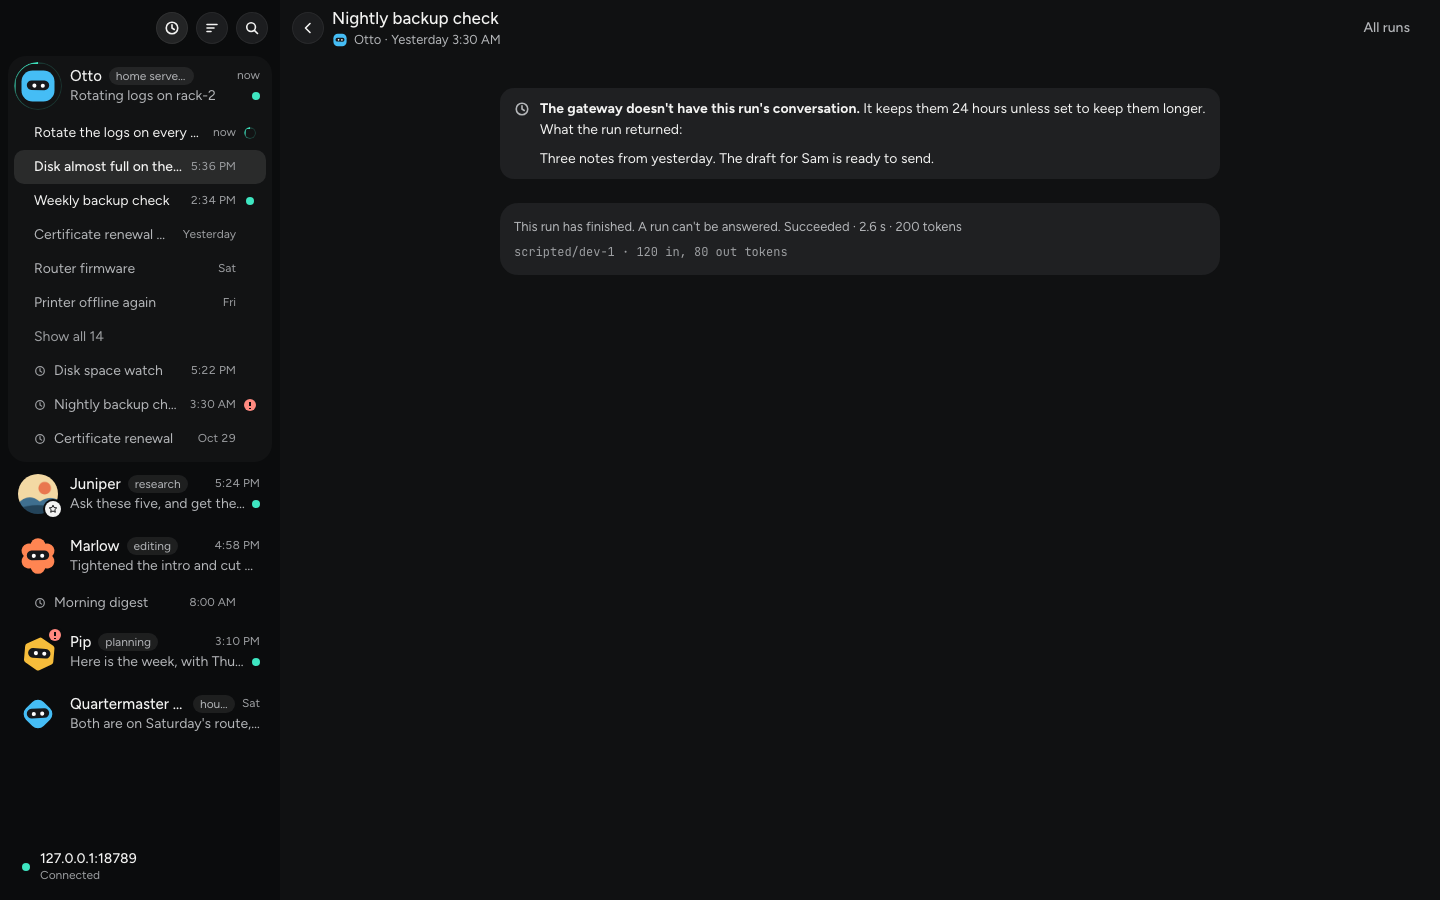 Nightly backup check
Otto · Yesterday 3:30 AM
All runs
Otto home serve... now
Rotating logs on rack-2
Rotate the logs on every ... now
Disk almost full on the... 5:36 PM
Weekly backup check 2:34 PM
Certificate renewal ... Yesterday
Router firmware Sat
Printer offline again Fri
Show all 14
Disk space watch 5:22 PM
Nightly backup ch... 3:30 AM
Certificate renewal Oct 29
Juniper research 5:24 PM
Ask these five, and get the...
Marlow editing 4:58 PM
Tightened the intro and cut ...
Morning digest 8:00 AM
Pip planning 3:10 PM
Here is the week, with Thu...
Quartermaster ... hou... Sat
Both are on Saturday's route,...
127.0.0.1:18789
Connected
The gateway doesn't have this run's conversation. It keeps them 24 hours unless set to keep them longer.
What the run returned:
Three notes from yesterday. The draft for Sam is ready to send.
This run has finished. A run can't be answered. Succeeded · 2.6 s · 200 tokens
scripted/dev-1 · 120 in, 80 out tokens